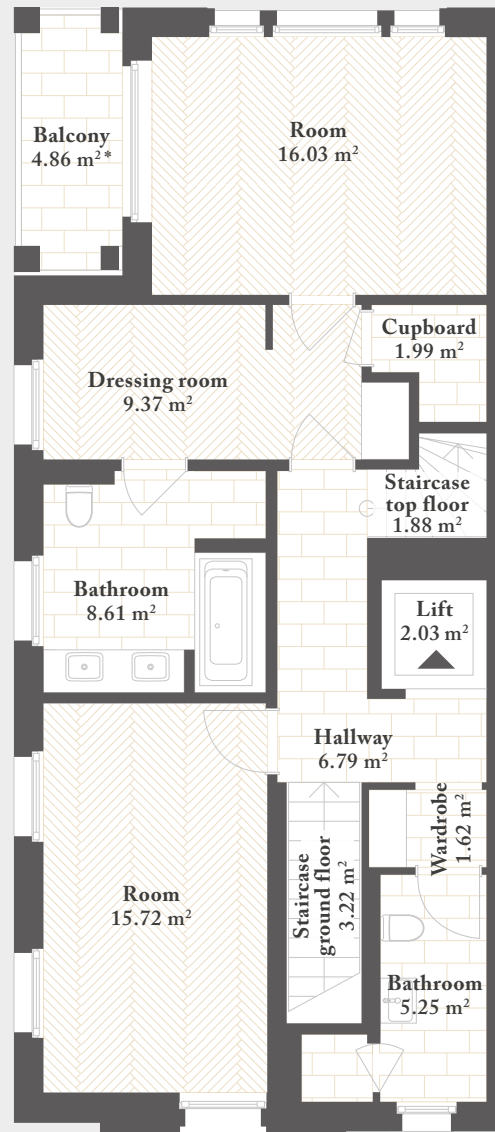 Balcony
4.86 m²*
Room
16.03 m²
Cupboard
1.99 m²
Dressing room
9.37 m²
Staircase
top floor
1.88 m²
Bathroom
8.61 m²
Lift
2.03 m²
Hallway
6.79 m²
Wardrobe
1.62 m²
Room
15.72 m²
Staircase
ground floor
3.22 m²
Bathroom
5.25 m²